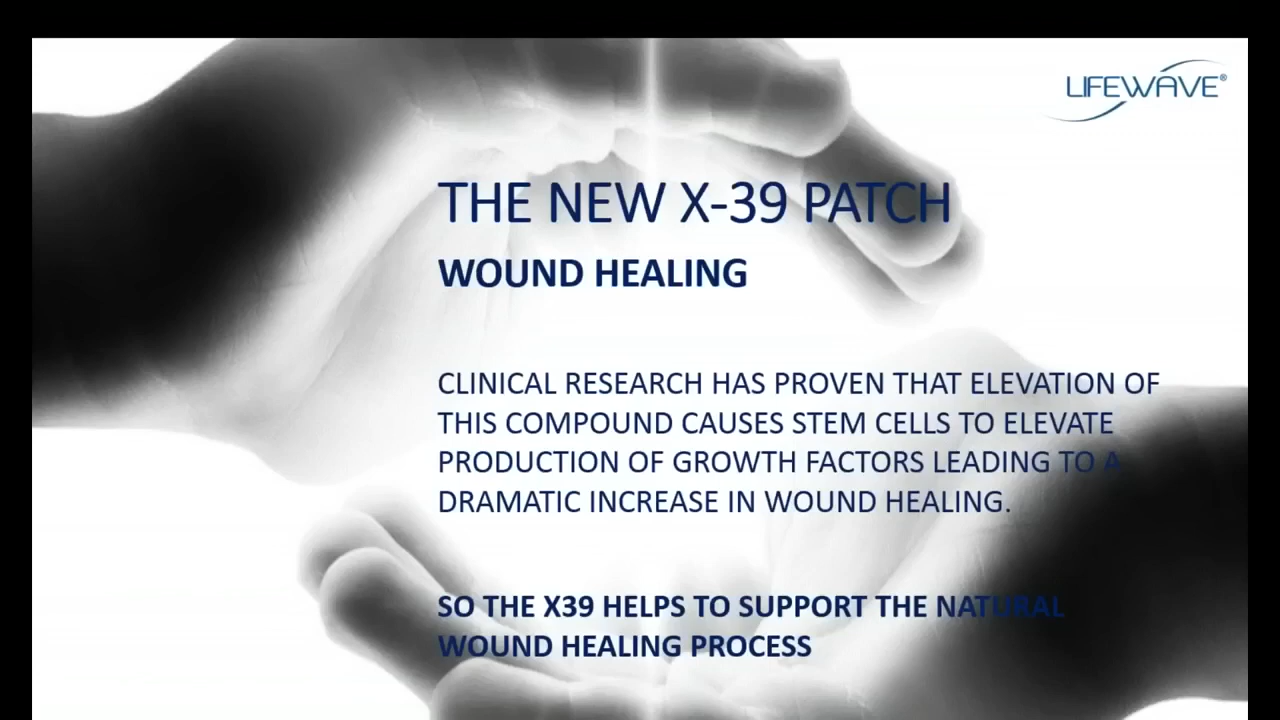 LIFEWAVE®
THE NEW X-39 PATCH
WOUND HEALING
CLINICAL RESEARCH HAS PROVEN THAT ELEVATION OF
THIS COMPOUND CAUSES STEM CELLS TO ELEVATE
PRODUCTION OF GROWTH FACTORS LEADING TO A
DRAMATIC INCREASE IN WOUND HEALING.
SO THE X39 HELPS TO SUPPORT THE NATURAL
WOUND HEALING PROCESS